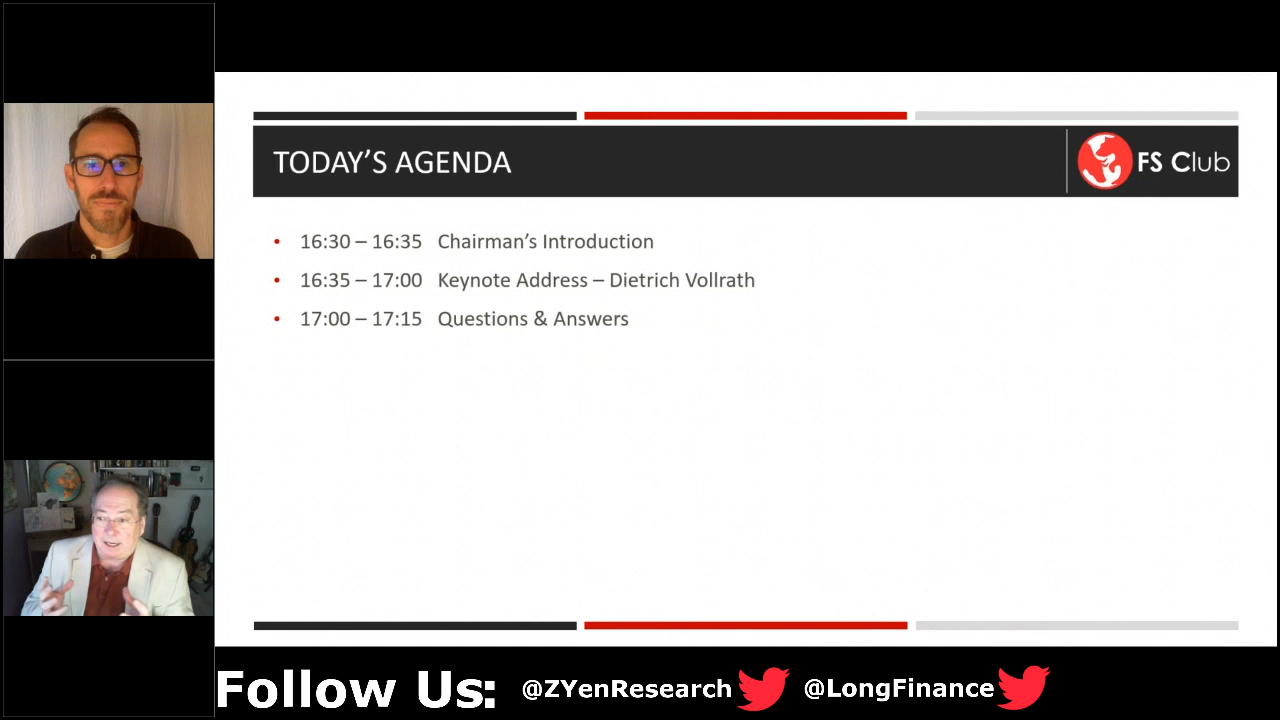 TODAY’S AGENDA
FS Club
• 16:30 – 16:35 Chairman’s Introduction
• 16:35 – 17:00 Keynote Address – Dietrich Vollrath
• 17:00 – 17:15 Questions & Answers
Follow Us: @ZYenResearch @LongFinance